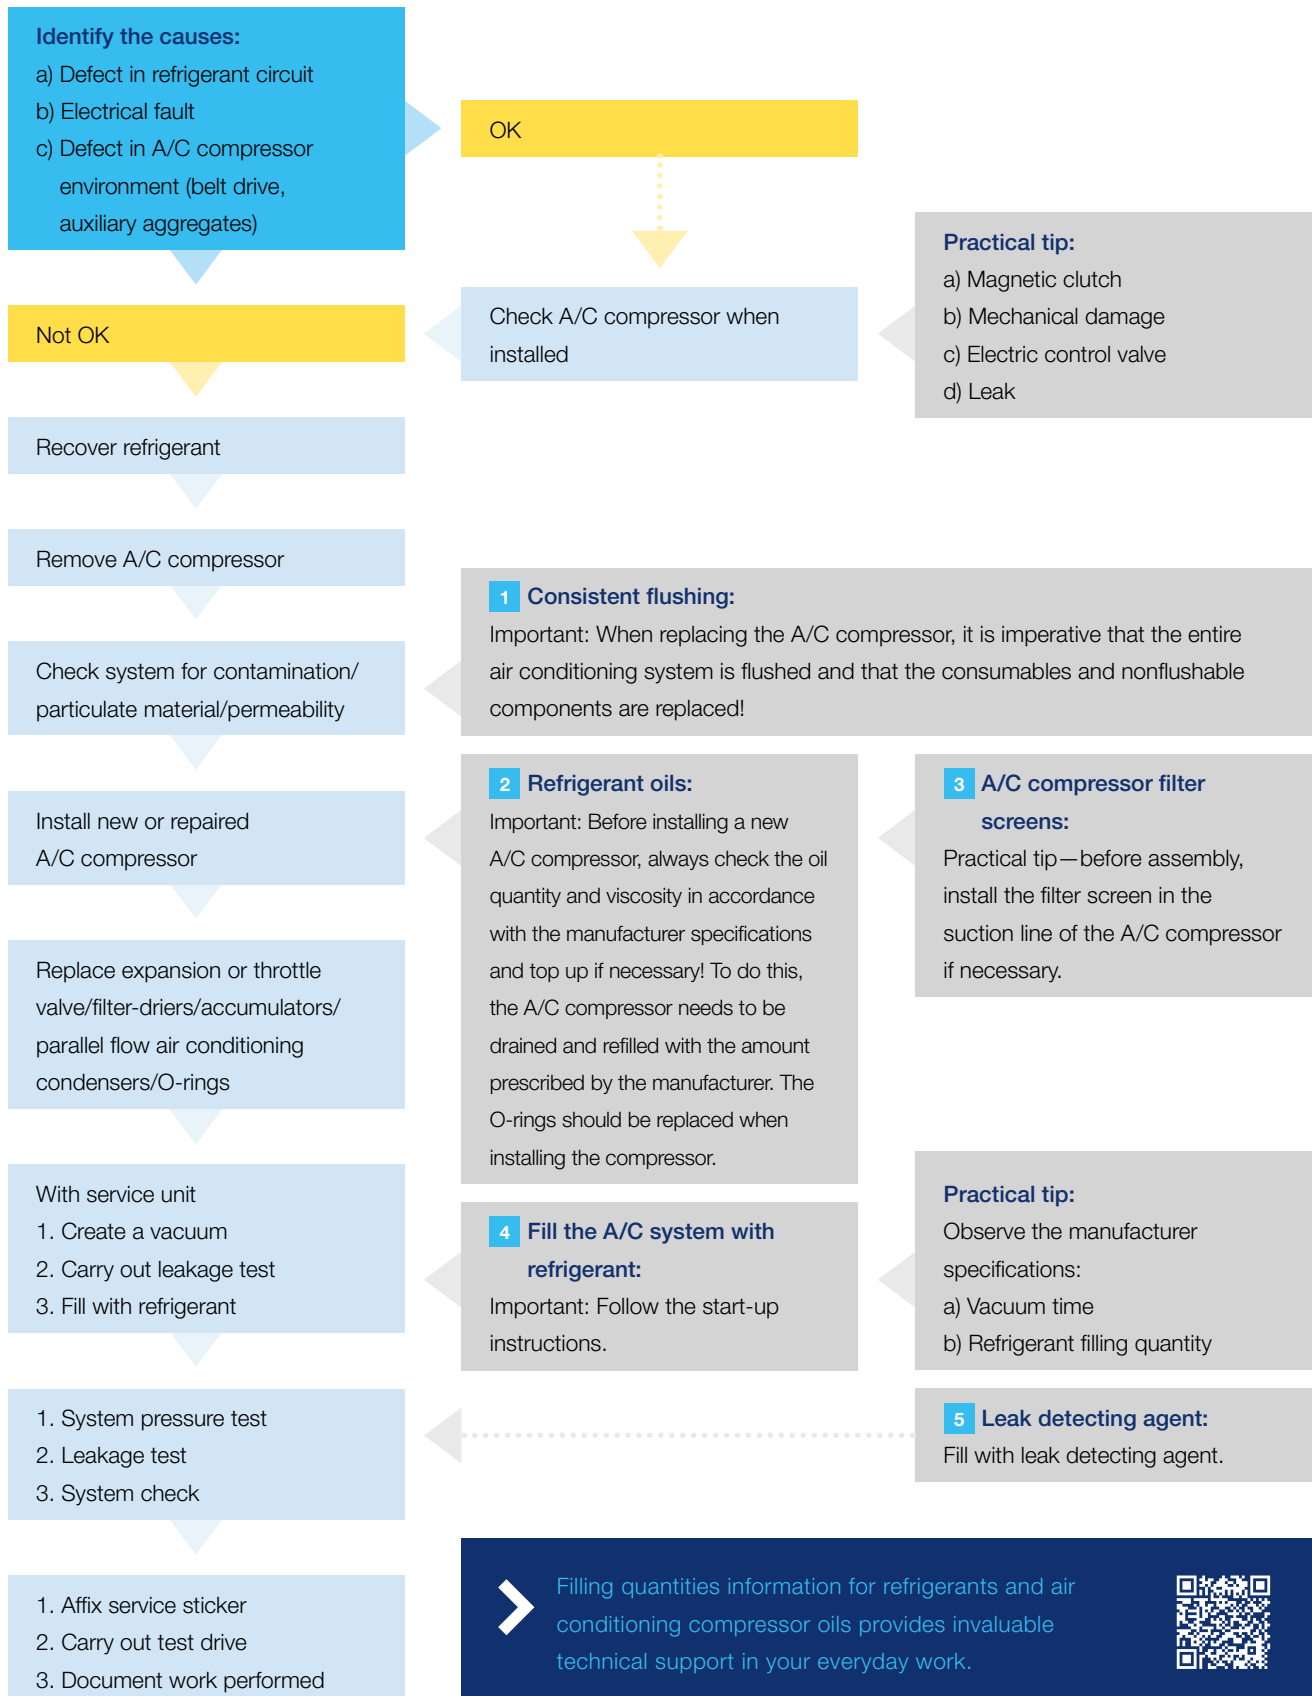 Identify the causes:
a) Defect in refrigerant circuit
b) Electrical fault
c) Defect in A/C compressor
environment (belt drive,
auxiliary aggregates)
OK
Practical tip:
a) Magnetic clutch
b) Mechanical damage
c) Electric control valve
d) Leak
Check A/C compressor when
installed
Not OK
Recover refrigerant
Remove A/C compressor
1 Consistent flushing:
Important: When replacing the A/C compressor, it is imperative that the entire
air conditioning system is flushed and that the consumables and nonflushable
components are replaced!
Check system for contamination/
particulate material/permeability
2 Refrigerant oils:
Important: Before installing a new
A/C compressor, always check the oil
quantity and viscosity in accordance
with the manufacturer specifications
and top up if necessary! To do this,
the A/C compressor needs to be
drained and refilled with the amount
prescribed by the manufacturer. The
O-rings should be replaced when
installing the compressor.
3 A/C compressor filter
screens:
Practical tip—before assembly,
install the filter screen in the
suction line of the A/C compressor
if necessary.
Install new or repaired
A/C compressor
Replace expansion or throttle
valve/filter-driers/accumulators/
parallel flow air conditioning
condensers/O-rings
With service unit
1. Create a vacuum
2. Carry out leakage test
3. Fill with refrigerant
4 Fill the A/C system with
refrigerant:
Important: Follow the start-up
instructions.
Practical tip:
Observe the manufacturer
specifications:
a) Vacuum time
b) Refrigerant filling quantity
1. System pressure test
2. Leakage test
3. System check
5 Leak detecting agent:
Fill with leak detecting agent.
1. Affix service sticker
2. Carry out test drive
3. Document work performed
Filling quantities information for refrigerants and air
conditioning compressor oils provides invaluable
technical support in your everyday work.